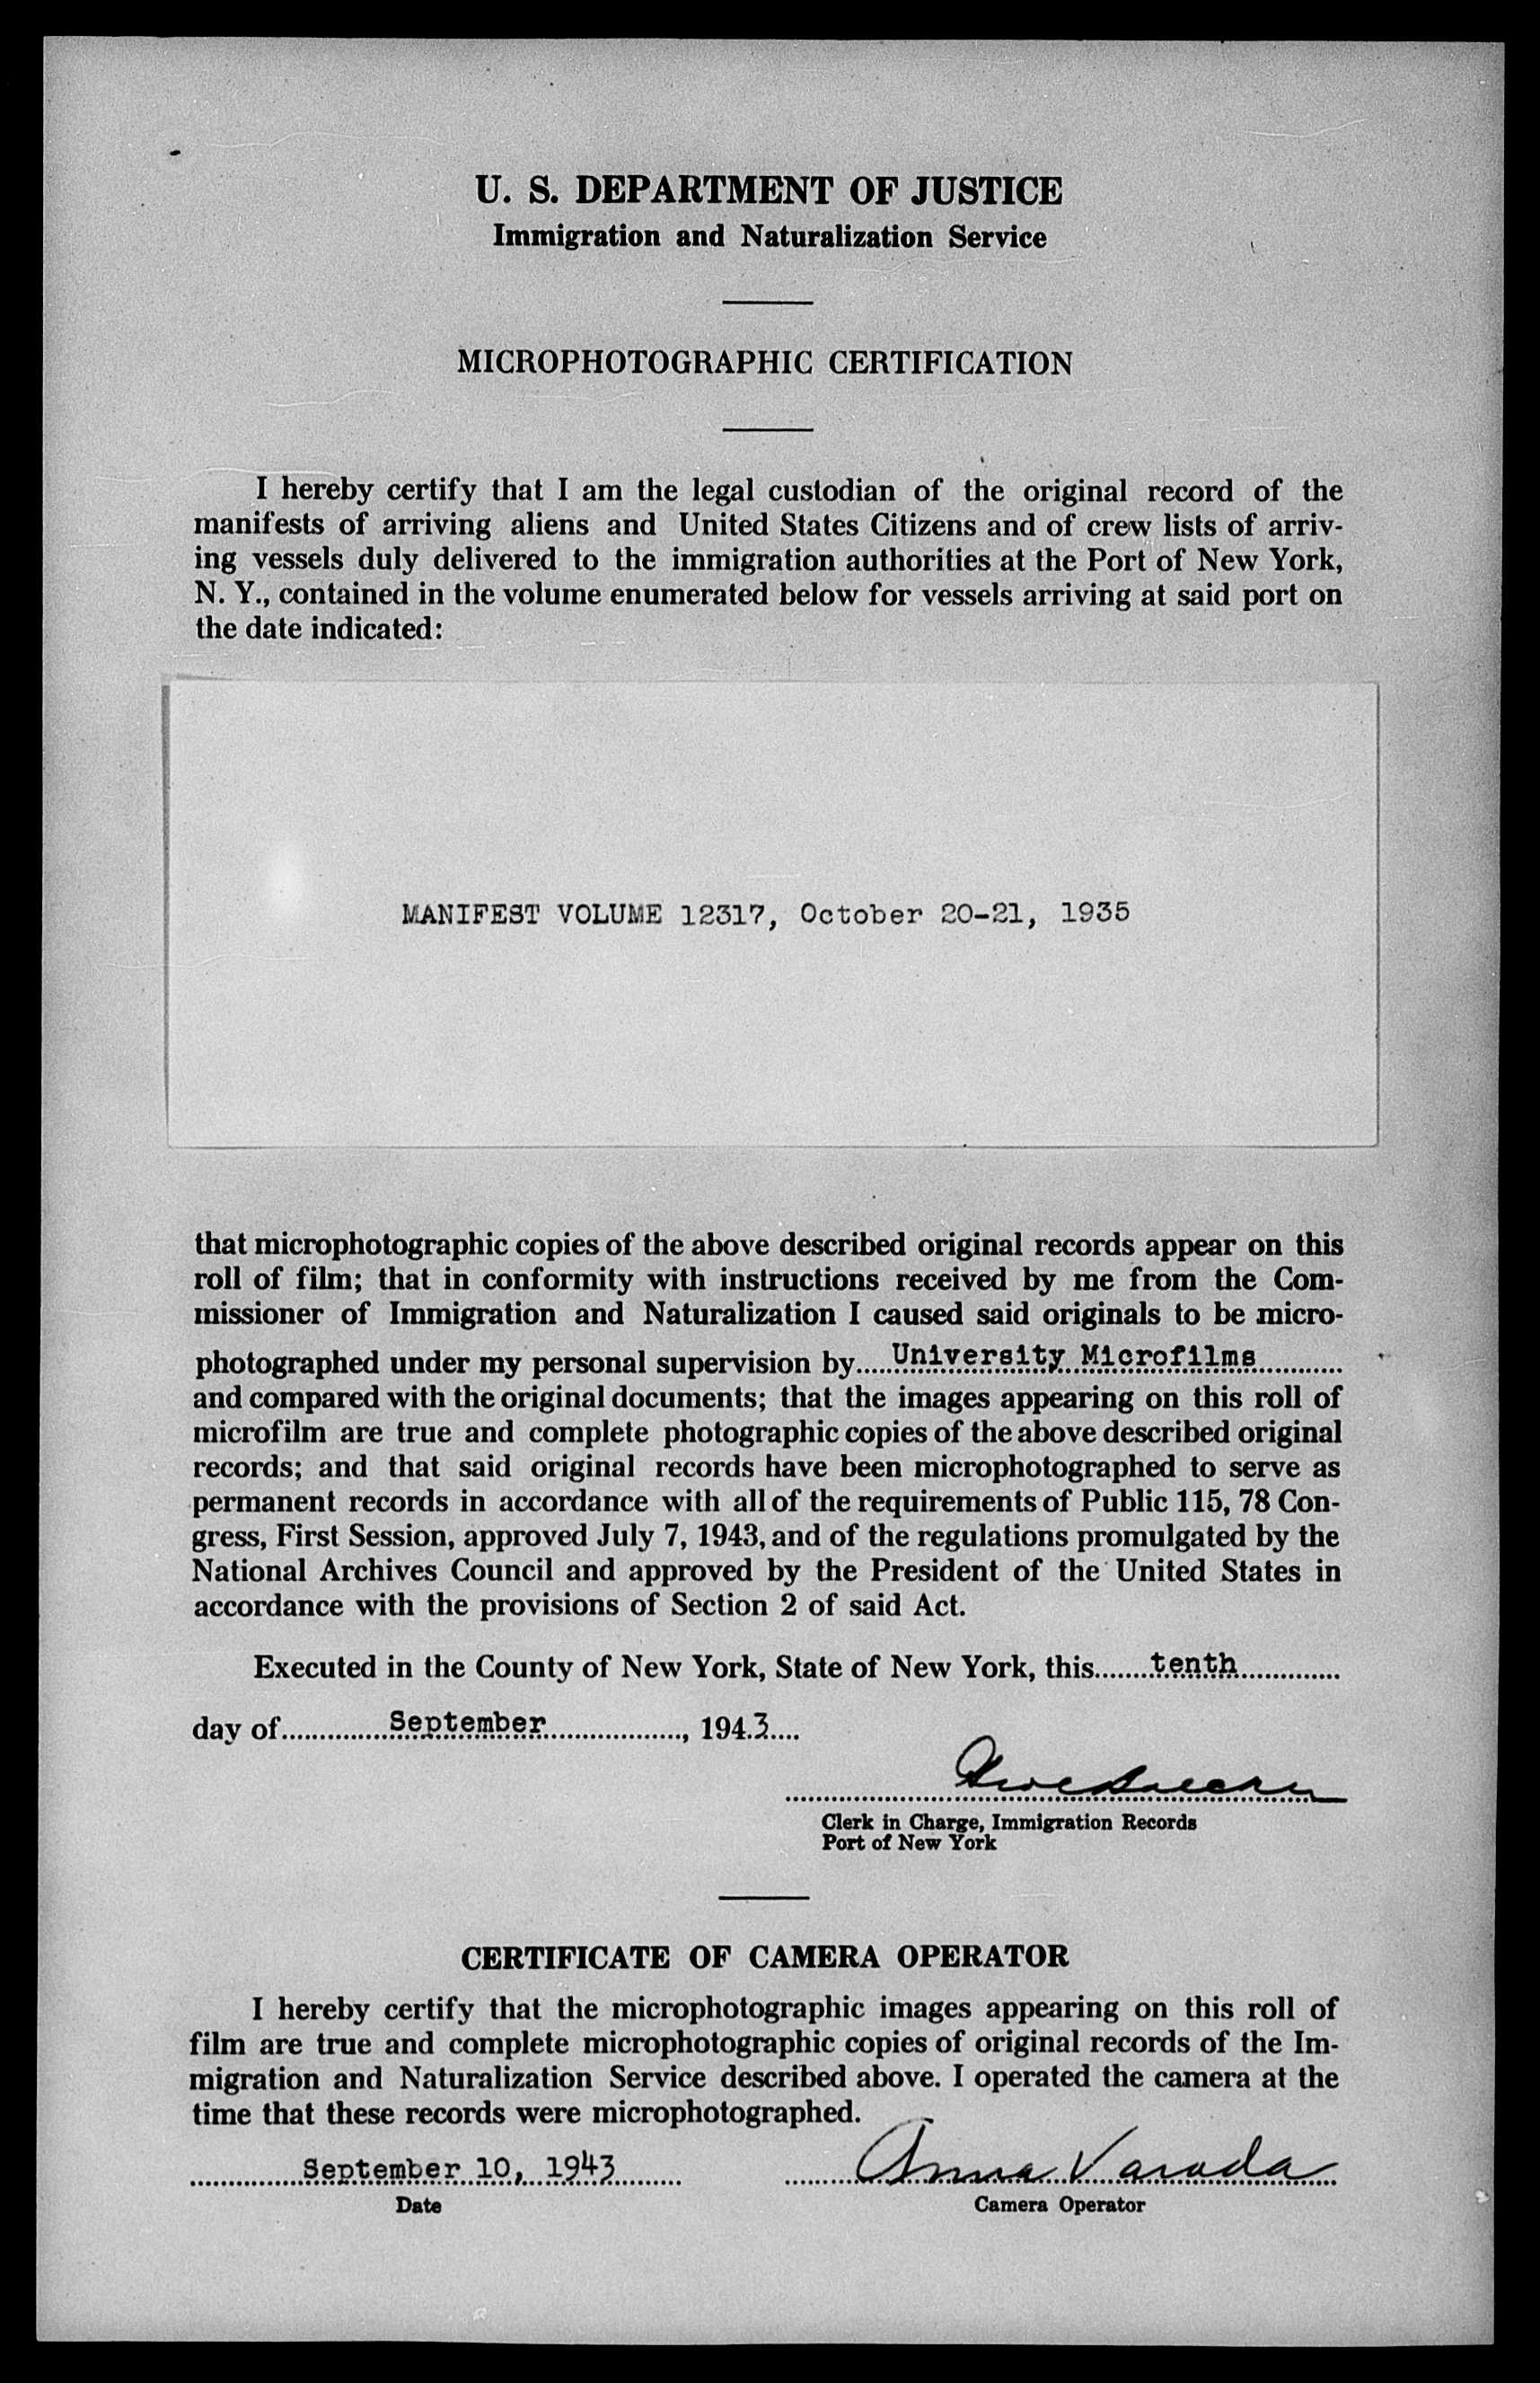 U. S. DEPARTMENT OF JUSTICE
Immigration and Naturalization Service
MICROPHOTOGRAPHIC CERTIFICATION
I hereby certify that I am the legal custodian of the original record of the
manifests of arriving aliens and United States Citizens and of crew lists of arriv-
ing vessels duly delivered to the immigration authorities at the Port of New York,
N. Y., contained in the volume enumerated below for vessels arriving at said port on
the date indicated:
MANIFEST VOLUME 12317, October 20-21, 1935
that microphotographic copies of the above described original records appear on this
roll of film; that in conformity with instructions received by me from the Com-
missioner of Immigration and Naturalization I caused said originals to be micro-
photographed under my personal supervision by University Microfilms
and compared with the original documents; that the images appearing on this roll of
microfilm are true and complete photographic copies of the above described original
records; and that said original records have been microphotographed to serve as
permanent records in accordance with all of the requirements of Public 115, 78 Con-
gress, First Session, approved July 7, 1943, and of the regulations promulgated by the
National Archives Council and approved by the President of the United States in
accordance with the provisions of Section 2 of said Act.
Executed in the County of New York, State of New York, this tenth
day of September, 1943
Clerk in Charge, Immigration Records
Port of New York
CERTIFICATE OF CAMERA OPERATOR
I hereby certify that the microphotographic images appearing on this roll of
film are true and complete microphotographic copies of original records of the Im-
migration and Naturalization Service described above. I operated the camera at the
time that these records were microphotographed.
September 10, 1943 Anna Varada
Date Camera Operator